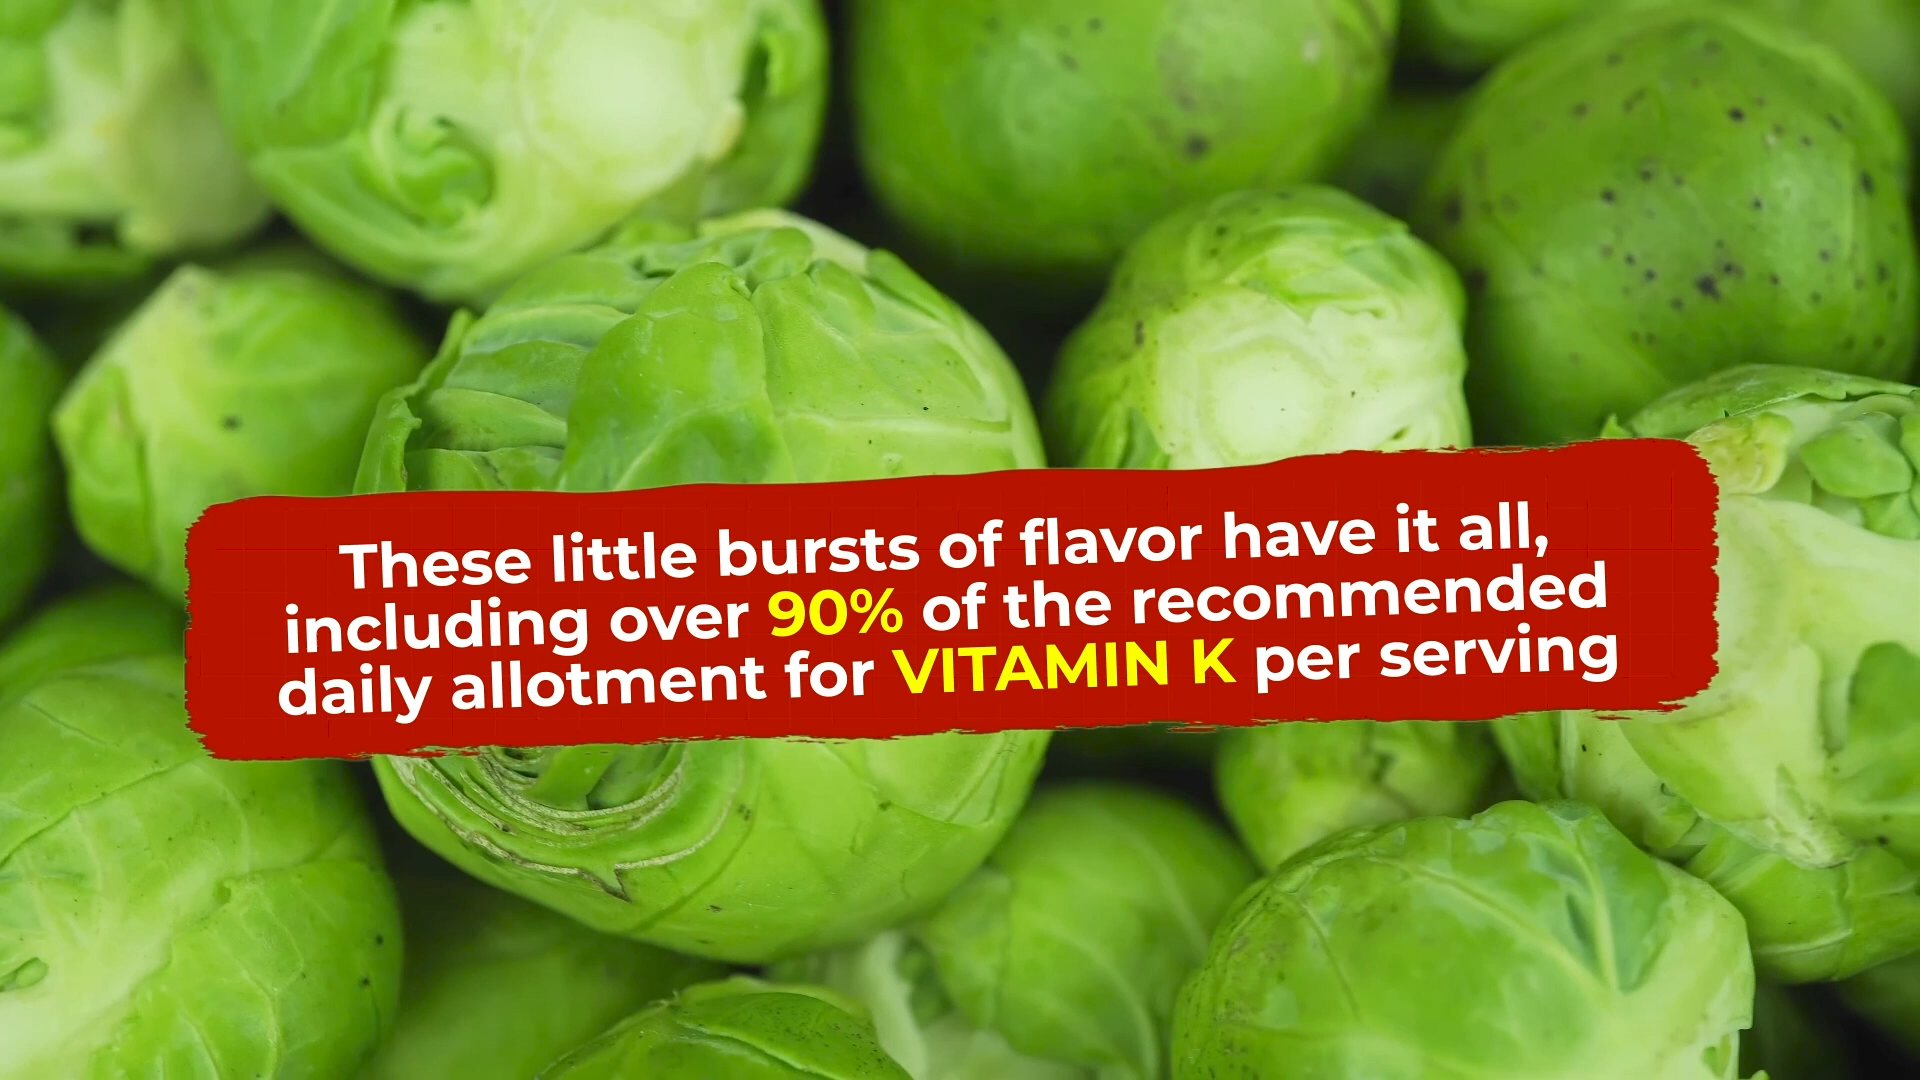 These little bursts of flavor have it all,
including over 90% of the recommended
daily allotment for VITAMIN K per serving